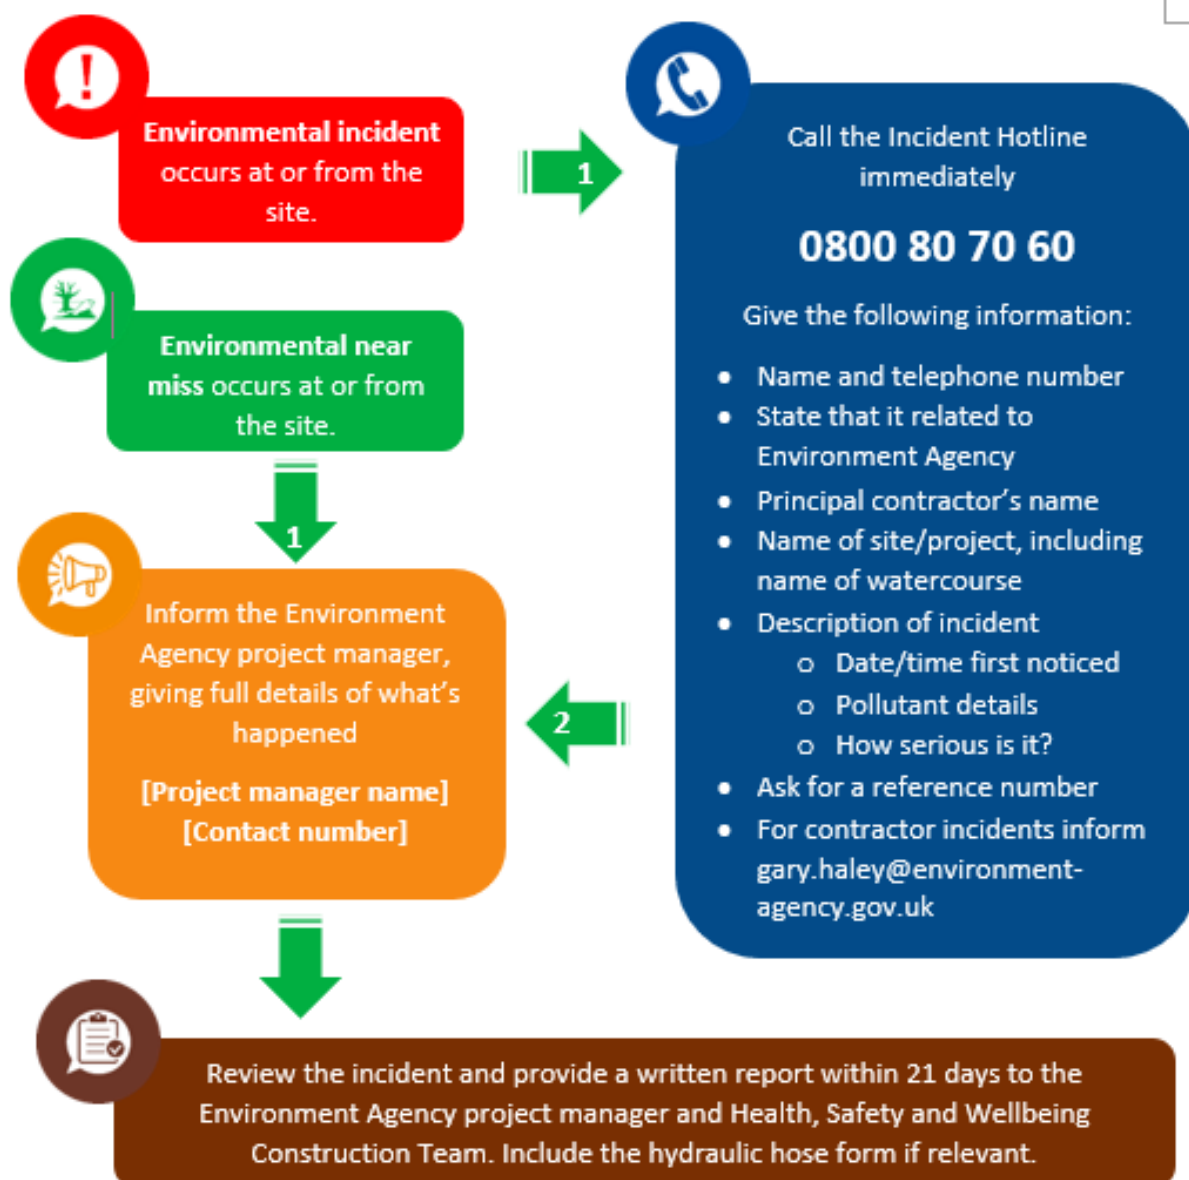 Environmental incident
occurs at or from the
site.
1
Call the Incident Hotline
immediately
0800 80 70 60
Give the following information:
• Name and telephone number
• State that it related to
Environment Agency
• Principal contractor's name
• Name of site/project, including
name of watercourse
• Description of incident
o Date/time first noticed
o Pollutant details
o How serious is it?
• Ask for a reference number
• For contractor incidents inform
gary.haley@environment-
agency.gov.uk
Environmental near
miss occurs at or from
the site.
1
2
Inform the Environment
Agency project manager,
giving full details of what's
happened
[Project manager name]
[Contact number]
Review the incident and provide a written report within 21 days to the
Environment Agency project manager and Health, Safety and Wellbeing
Construction Team. Include the hydraulic hose form if relevant.